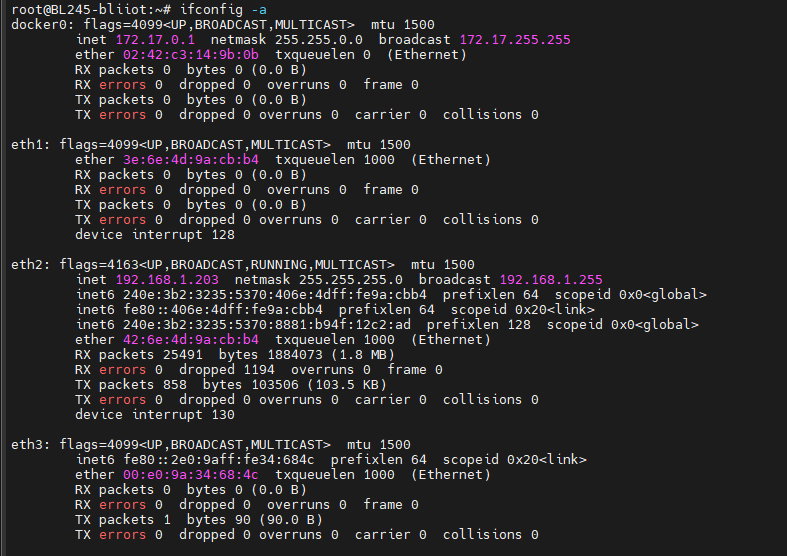 root@BL245-bliiot:~# ifconfig -a
docker0: flags=4099<UP,BROADCAST,MULTICAST>  mtu 1500
        inet 172.17.0.1  netmask 255.255.0.0  broadcast 172.17.255.255
        ether 02:42:c3:14:9b:0b  txqueuelen 0  (Ethernet)
        RX packets 0  bytes 0 (0.0 B)
        RX errors 0  dropped 0  overruns 0  frame 0
        TX packets 0  bytes 0 (0.0 B)
        TX errors 0  dropped 0 overruns 0  carrier 0  collisions 0

eth1: flags=4099<UP,BROADCAST,MULTICAST>  mtu 1500
        ether 3e:6e:4d:9a:cb:b4  txqueuelen 1000  (Ethernet)
        RX packets 0  bytes 0 (0.0 B)
        RX errors 0  dropped 0  overruns 0  frame 0
        TX packets 0  bytes 0 (0.0 B)
        TX errors 0  dropped 0 overruns 0  carrier 0  collisions 0
        device interrupt 128

eth2: flags=4163<UP,BROADCAST,RUNNING,MULTICAST>  mtu 1500
        inet 192.168.1.203  netmask 255.255.255.0  broadcast 192.168.1.255
        inet6 240e:3b2:3235:5370:406e:4dff:fe9a:cbb4  prefixlen 64  scopeid 0x0<global>
        inet6 fe80::406e:4dff:fe9a:cbb4  prefixlen 64  scopeid 0x20<link>
        inet6 240e:3b2:3235:5370:8881:b94f:12c2:ad  prefixlen 128  scopeid 0x0<global>
        ether 42:6e:4d:9a:cb:b4  txqueuelen 1000  (Ethernet)
        RX packets 25491  bytes 1884073 (1.8 MB)
        RX errors 0  dropped 1194  overruns 0  frame 0
        TX packets 858  bytes 103506 (103.5 KB)
        TX errors 0  dropped 0 overruns 0  carrier 0  collisions 0
        device interrupt 130

eth3: flags=4099<UP,BROADCAST,MULTICAST>  mtu 1500
        inet6 fe80::2e0:9aff:fe34:684c  prefixlen 64  scopeid 0x20<link>
        ether 00:e0:9a:34:68:4c  txqueuelen 1000  (Ethernet)
        RX packets 0  bytes 0 (0.0 B)
        RX errors 0  dropped 0  overruns 0  frame 0
        TX packets 1  bytes 90 (90.0 B)
        TX errors 0  dropped 0 overruns 0  carrier 0  collisions 0